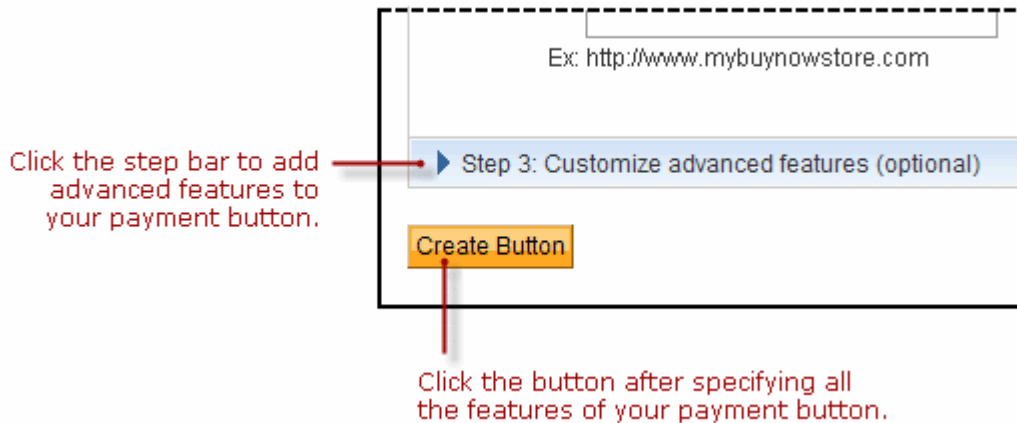 Ex: http://www.mybuynowstore.com
Click the step bar to add
advanced features to
your payment button.
Step 3: Customize advanced features (optional)
Create Button
Click the button after specifying all
the features of your payment button.